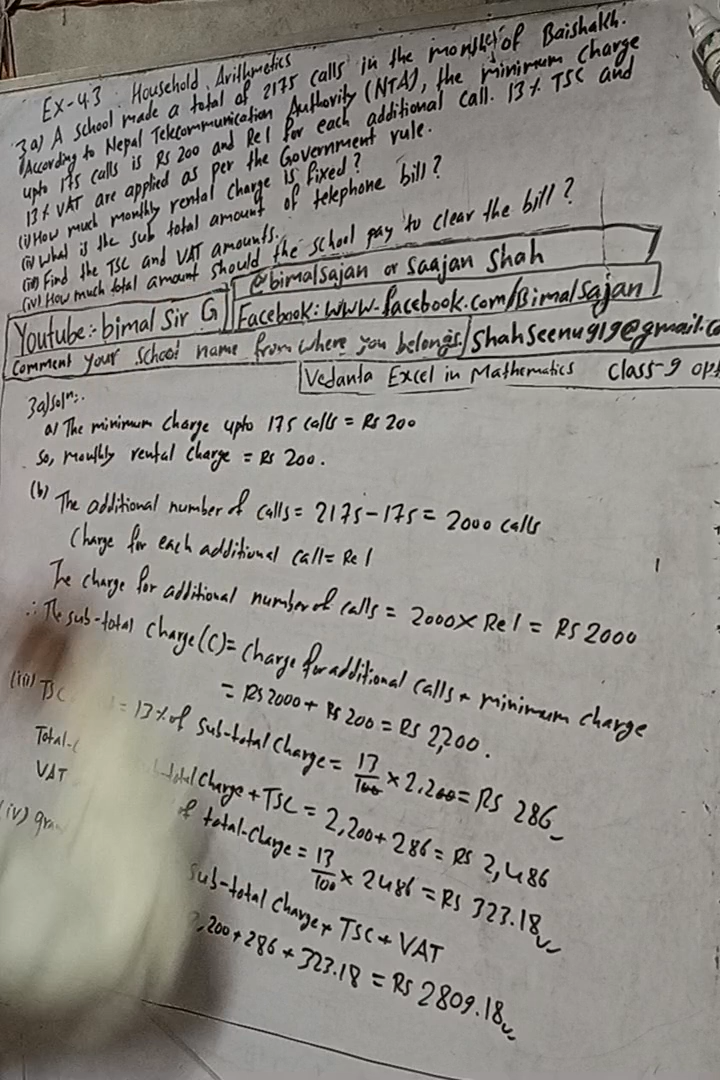 Ex-4.3 Household Arithmetics
3a) A school made a total of 2175 calls in the month of Baishakh.
According to Nepal Telecommunication Authority (NTA), the minimum charge
upto 175 calls is Rs 200 and Re 1 for each additional call. 13% TSC and
13% VAT are applied as per the Government rule.
(i) How much monthly rental charge is fixed?
(ii) What is the sub total amount of telephone bill?
(iii) Find the TSC and VAT amounts.
(iv) How much total amount should the school pay to clear the bill?
@bimalsajan or Saajan Shah
Youtube:- bimal Sir G
Facebook: www.facebook.com/Bimalsajan
Comment your school name from where you belongs
Shahseenu919@gmail.co
Vedanta Excel in Mathematics Class-9 opt
3a) soln:.
a) The minimum charge upto 175 calls = Rs 200
So, monthly rental charge = Rs 200.
(b) The additional number of calls = 2175-175 = 2000 calls
Charge for each additional call = Re 1
The charge for additional number of calls = 2000 × Re 1 = Rs 2000
∴ The sub-total charge (C) = Charge for additional calls + minimum charge
= Rs 2000 + Rs 200 = Rs 2,200.
(iii) TSC = 13% of sub-total charge = 13/100 × 2,200 = Rs 286
Total- total charge + TSC = 2,200 + 286 = Rs 2,486
VAT of total-charge = 13/100 × 2486 = Rs 323.18
(iv) sub-total charge + TSC + VAT
,200 + 286 + 323.18 = Rs 2809.18